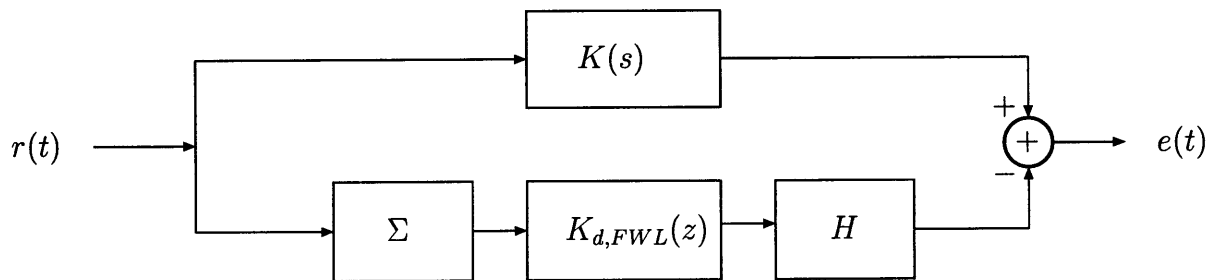 K(s)
+
r(t)
+
e(t)
−
Σ
K_{d,FWL}(z)
H